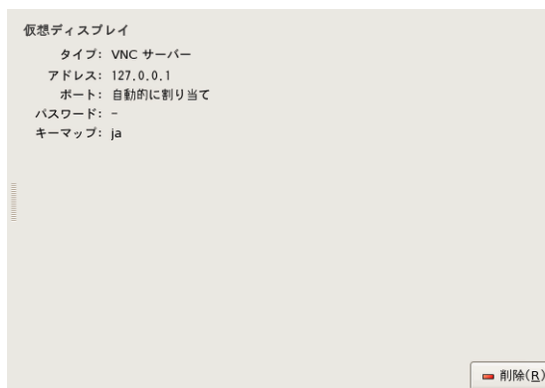 仮想ディスプレイ
タイプ: VNC サーバー
アドレス: 127.0.0.1
ポート: 自動的に割り当て
パスワード: -
キーマップ: ja
削除(R)